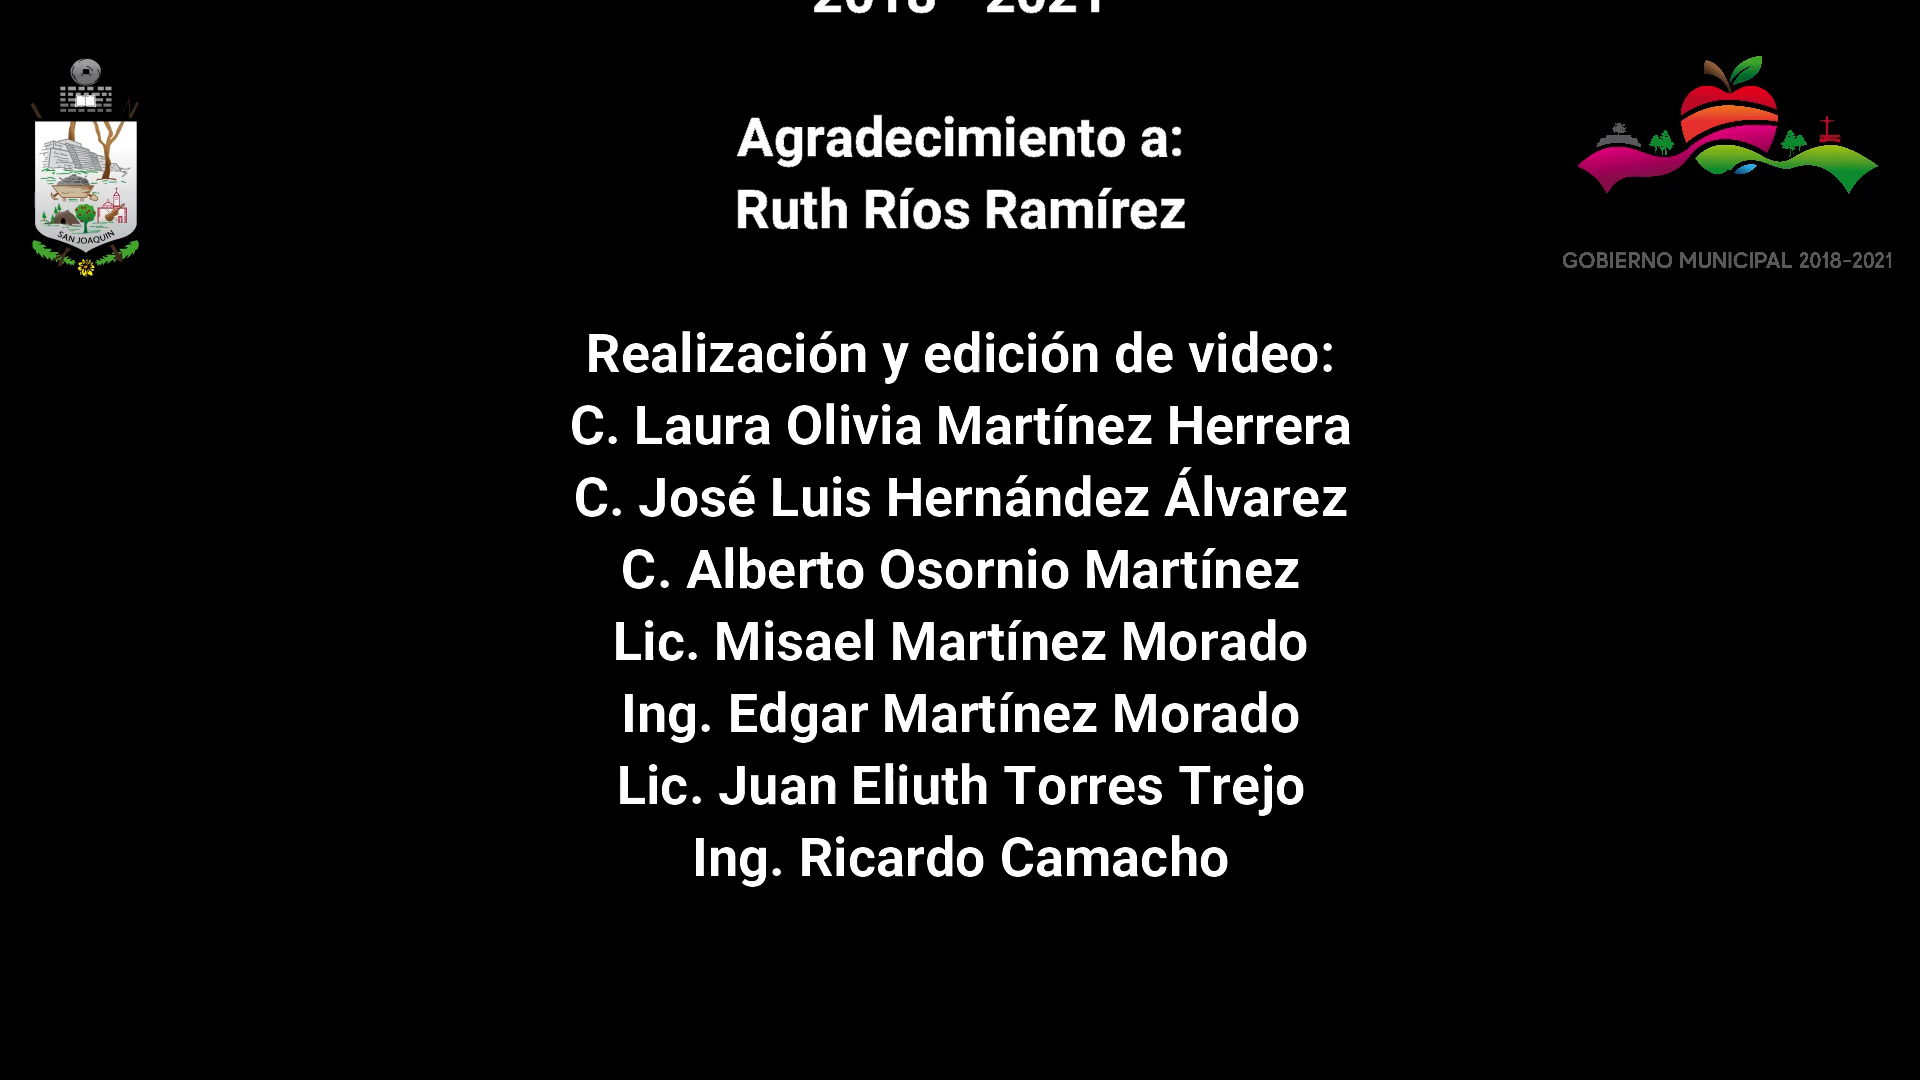 2018 - 2021
Agradecimiento a:
Ruth Ríos Ramírez
SAN JOAQUIN
GOBIERNO MUNICIPAL 2018-2021
Realización y edición de video:
C. Laura Olivia Martínez Herrera
C. José Luis Hernández Álvarez
C. Alberto Osornio Martínez
Lic. Misael Martínez Morado
Ing. Edgar Martínez Morado
Lic. Juan Eliuth Torres Trejo
Ing. Ricardo Camacho